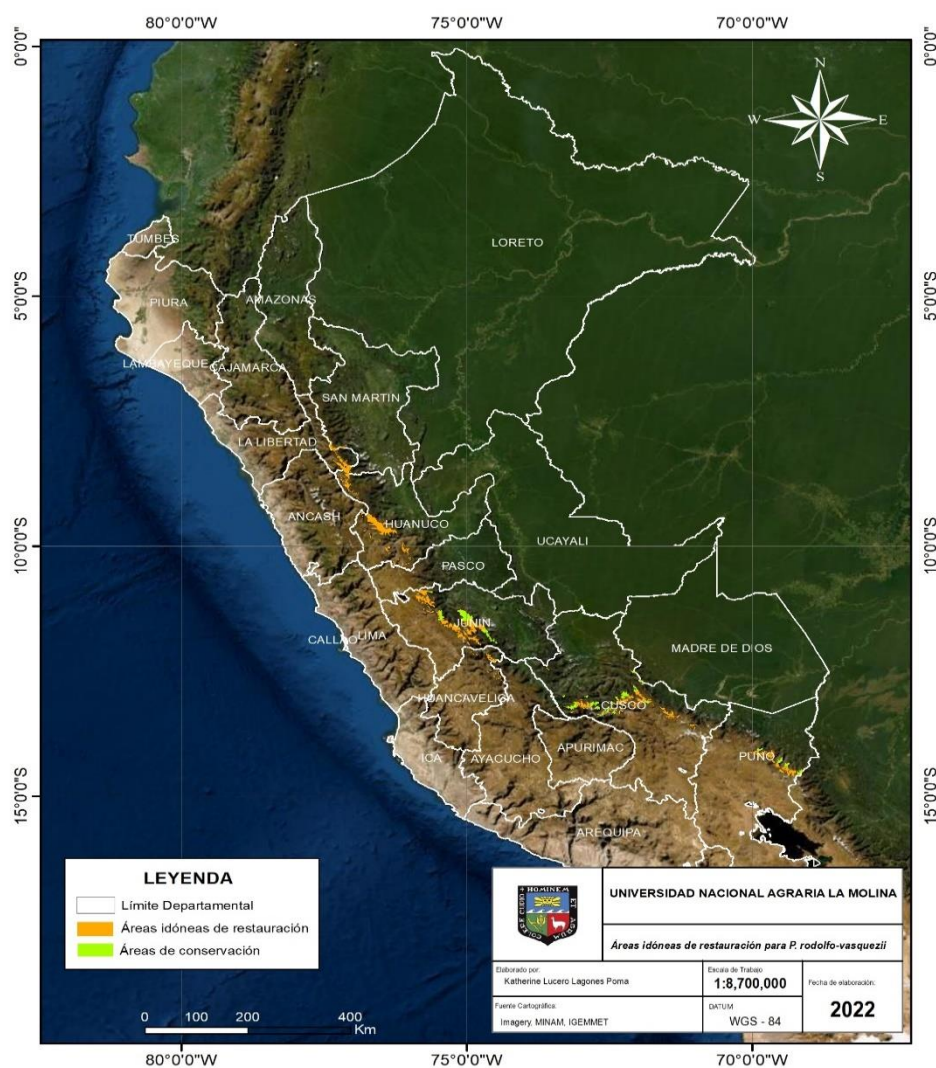 80°0'0"W 75°0'0"W 70°0'0"W
0°0'0" 0°0'0"
N
W E
S
LORETO
TUMBES
PIURA
AMAZONAS
5°0'0"S 5°0'0"S
LAMBAYEQUE
CAJAMARCA
SAN MARTIN
LA LIBERTAD
ANCASH
HUANUCO
UCAYALI
10°0'0"S 10°0'0"S
PASCO
JUNIN
CALLAO
LIMA
MADRE DE DIOS
HUANCAVELICA
CUSCO
ICA
AYACUCHO
APURIMAC
PUNO
15°0'0"S 15°0'0"S
AREQUIPA
LEYENDA
Límite Departamental
Áreas idóneas de restauración
Áreas de conservación
0 100 200 400
Km
UNIVERSIDAD NACIONAL AGRARIA LA MOLINA
Áreas idóneas de restauración para P. rodolfo-vasquezii
Elaborado por:
Katherine Lucero Lagones Poma
Escala de Trabajo
1:8,700,000
Fecha de elaboración:
2022
Fuente Cartográfica:
Imagery, MINAM, IGEMMET
DATUM
WGS - 84
80°0'0"W 75°0'0"W 70°0'0"W